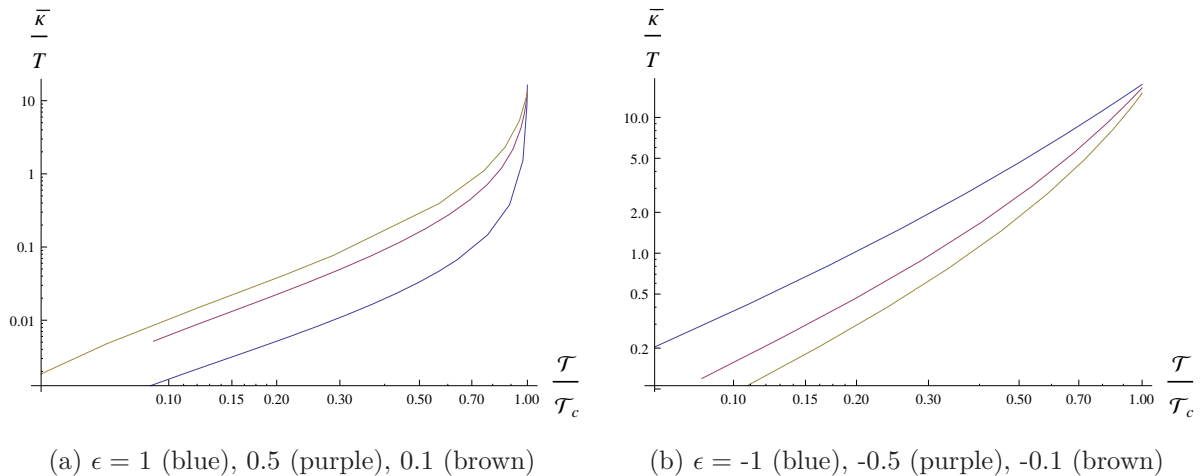 κ̄
T
10
1
0.1
0.01
0.10 0.15 0.20 0.30 0.50 0.70 1.00
𝒯
𝒯c
(a) ϵ = 1 (blue), 0.5 (purple), 0.1 (brown)
κ̄
T
10.0
5.0
2.0
1.0
0.5
0.2
0.10 0.15 0.20 0.30 0.50 0.70 1.00
𝒯
𝒯c
(b) ϵ = -1 (blue), -0.5 (purple), -0.1 (brown)